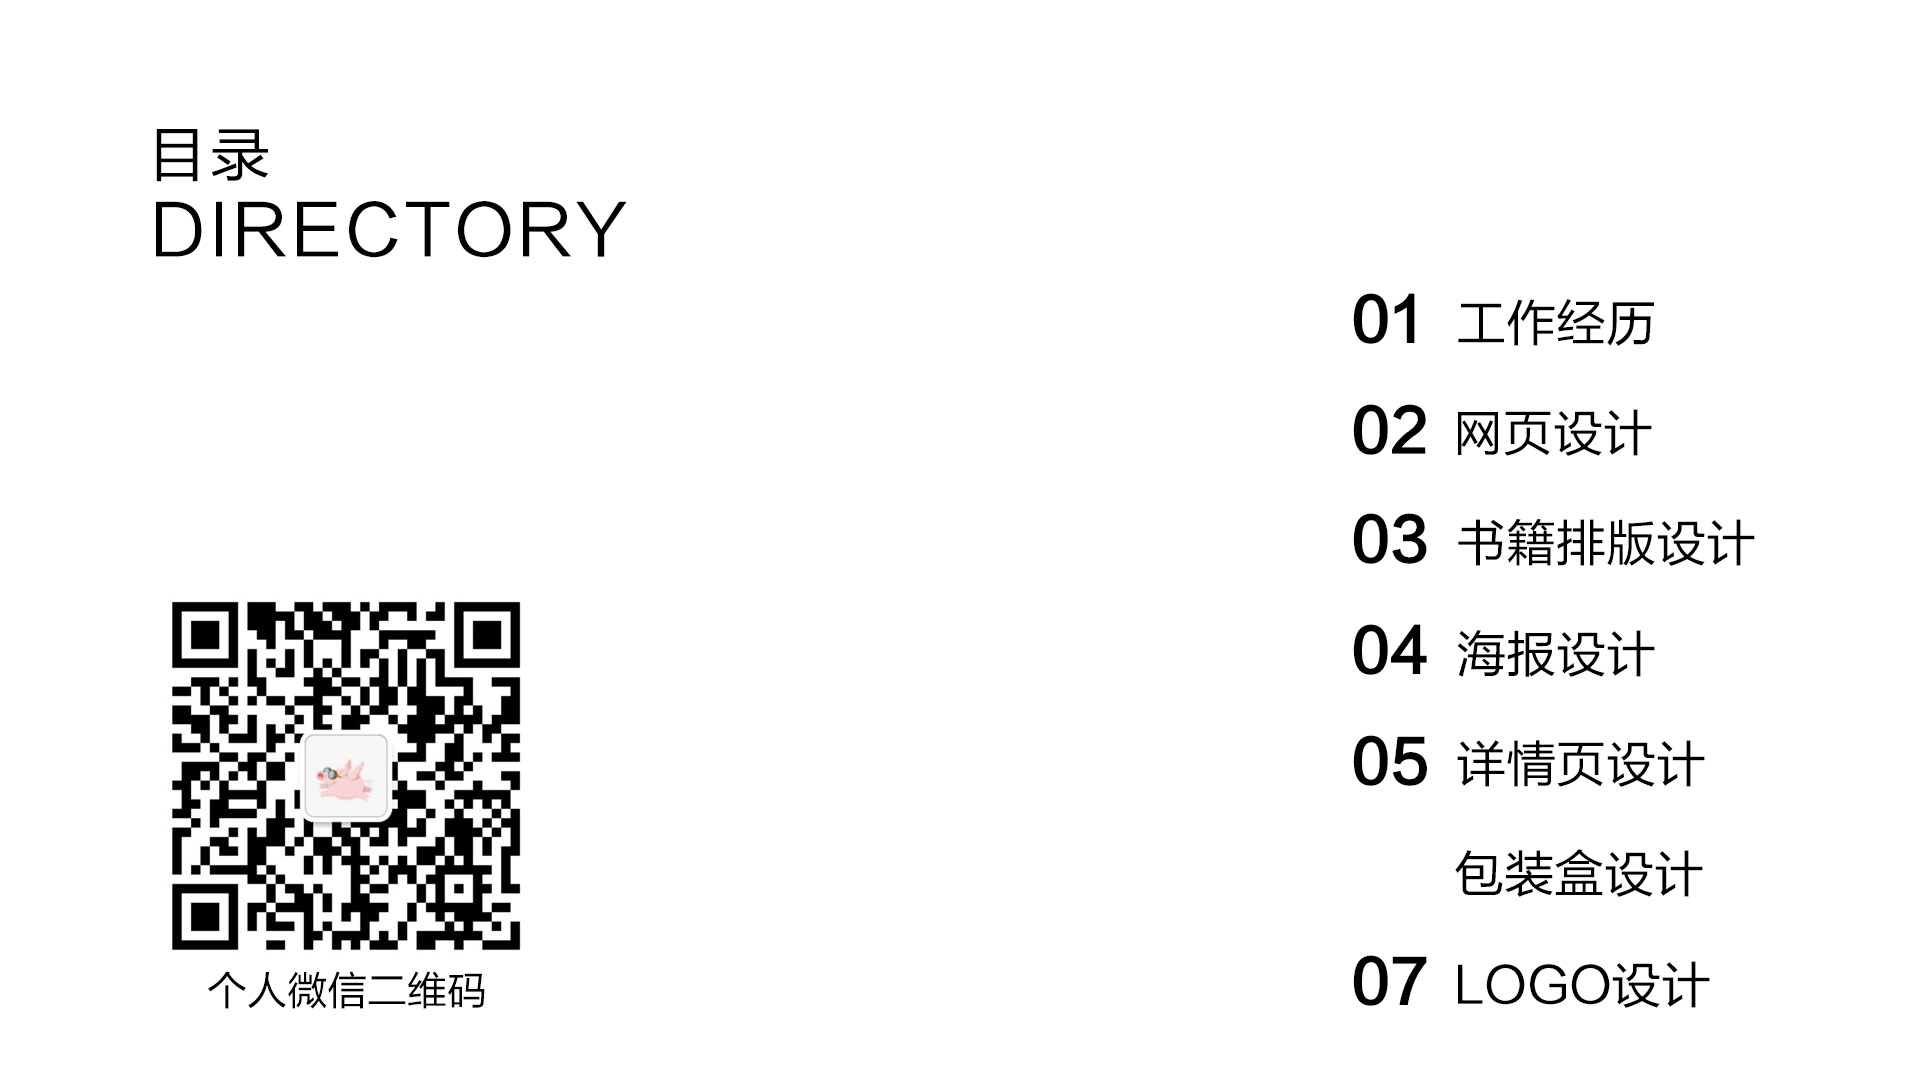 目录
DIRECTORY
01 工作经历
02 网页设计
03 书籍排版设计
04 海报设计
05 详情页设计
包装盒设计
07 LOGO设计
个人微信二维码